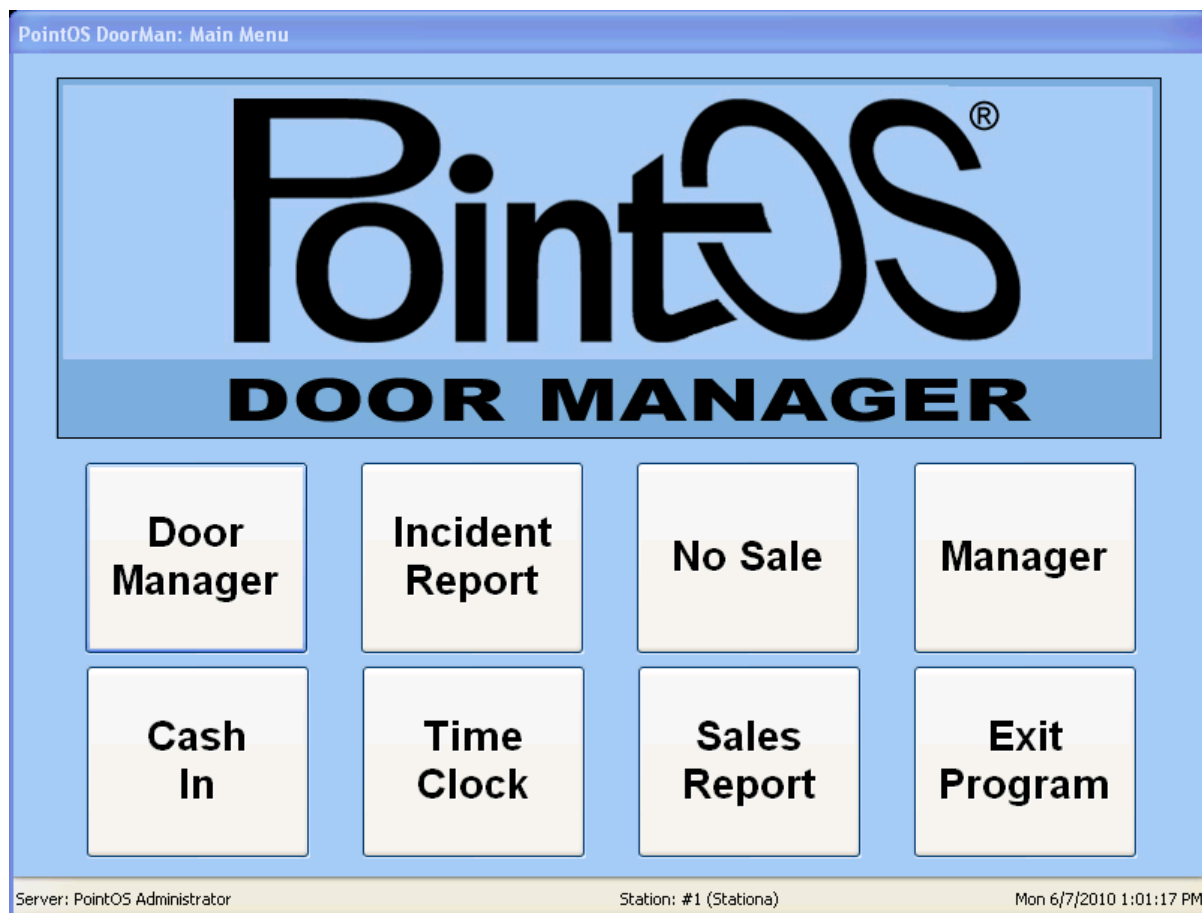 PointOS DoorMan: Main Menu
PointOS®
DOOR MANAGER
Door
Manager
Incident
Report
No Sale
Manager
Cash
In
Time
Clock
Sales
Report
Exit
Program
Server: PointOS Administrator
Station: #1 (Stationa)
Mon 6/7/2010 1:01:17 PM